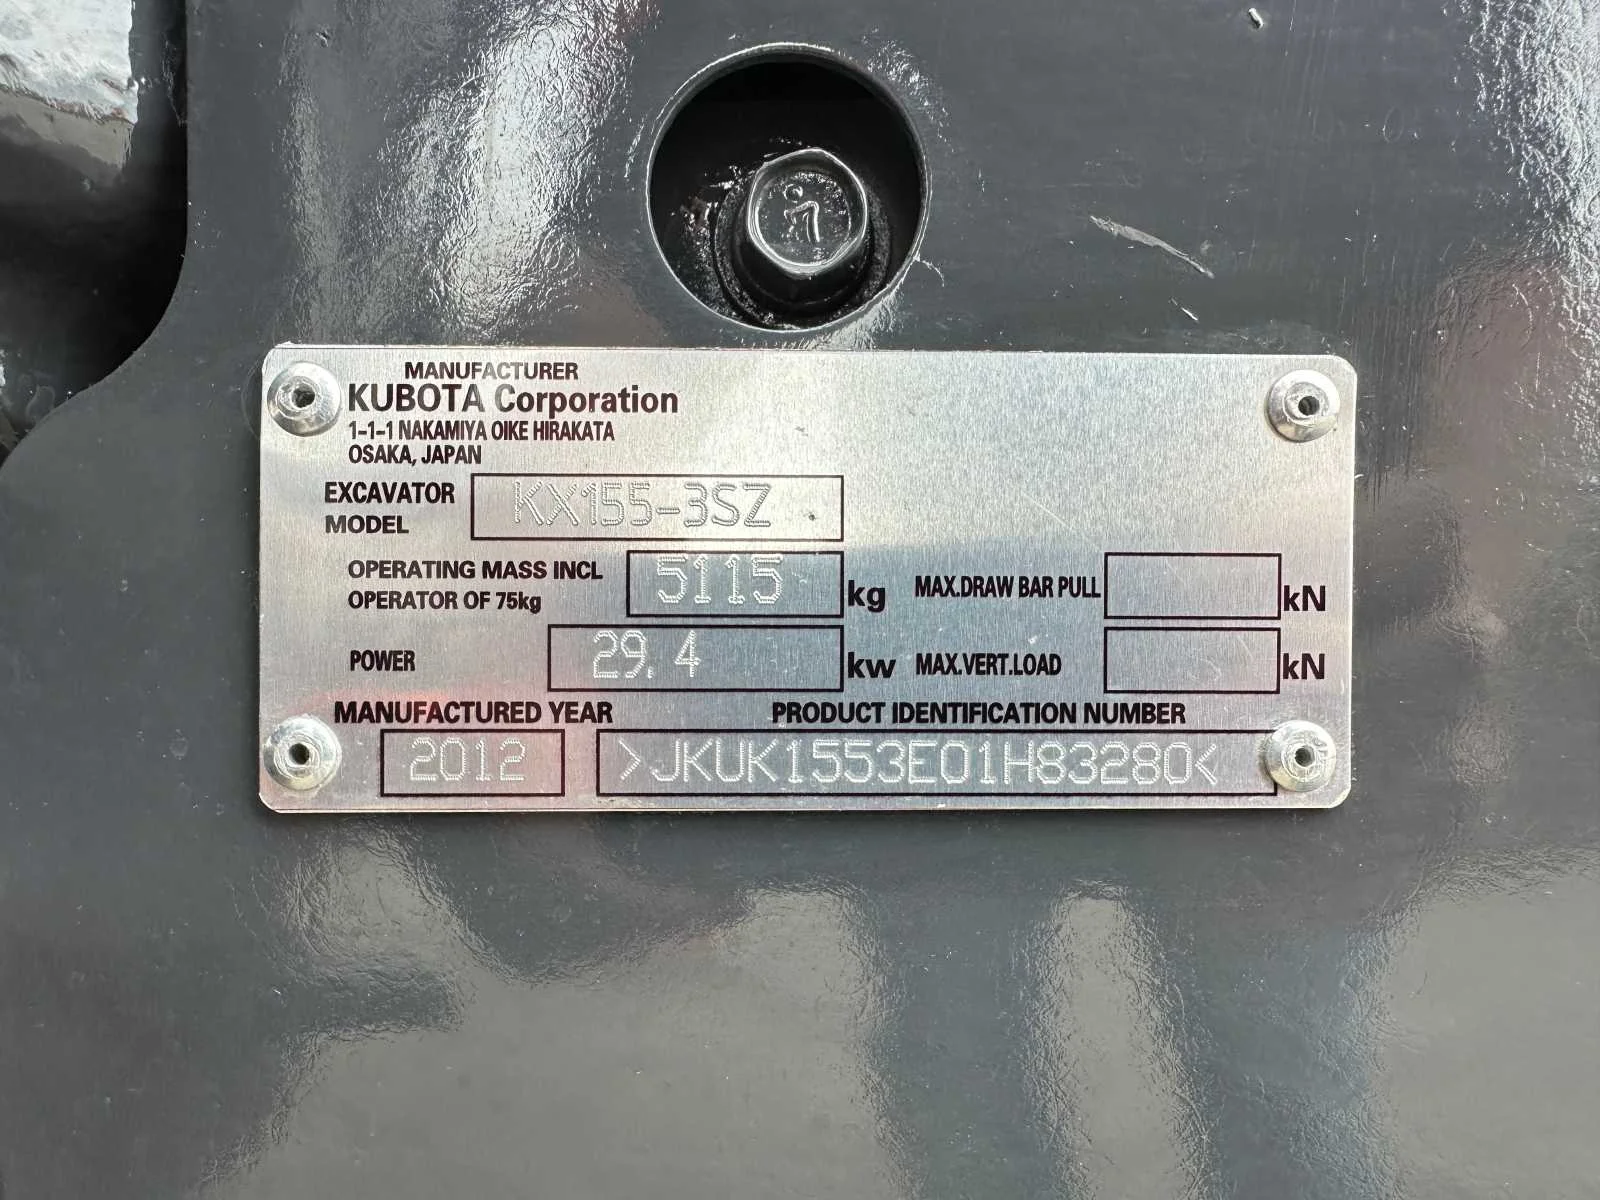 7
MANUFACTURER
KUBOTA Corporation
1-1-1 NAKAMIYA OIKE HIRAKATA
OSAKA, JAPAN
EXCAVATOR MODEL KX155-3SZ
OPERATING MASS INCL OPERATOR OF 75kg 5115 kg MAX.DRAW BAR PULL kN
POWER 29.4 kw MAX.VERT.LOAD kN
MANUFACTURED YEAR PRODUCT IDENTIFICATION NUMBER
2012 >JKUK1553E01H83280<